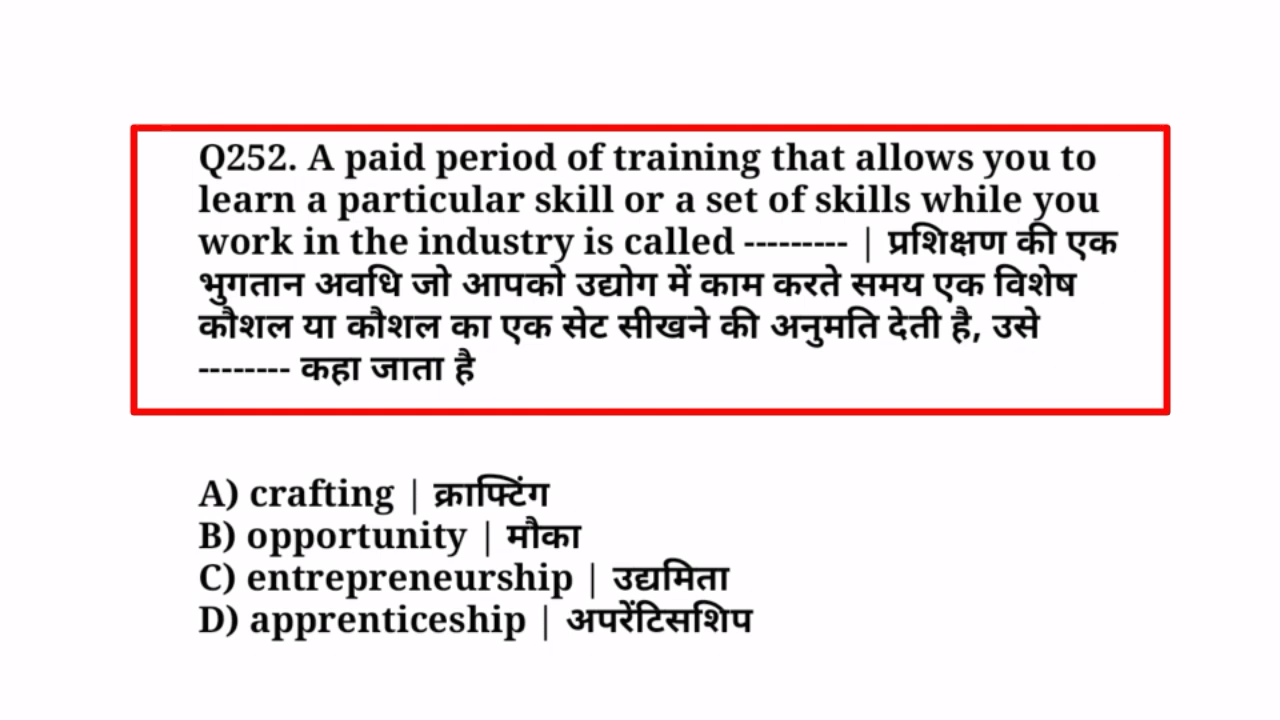 Q252. A paid period of training that allows you to
learn a particular skill or a set of skills while you
work in the industry is called --------- | प्रशिक्षण की एक
भुगतान अवधि जो आपको उद्योग में काम करते समय एक विशेष
कौशल या कौशल का एक सेट सीखने की अनुमति देती है, उसे
-------- कहा जाता है
A) crafting | क्राफ्टिंग
B) opportunity | मौका
C) entrepreneurship | उद्यमिता
D) apprenticeship | अपरेंटिसशिप